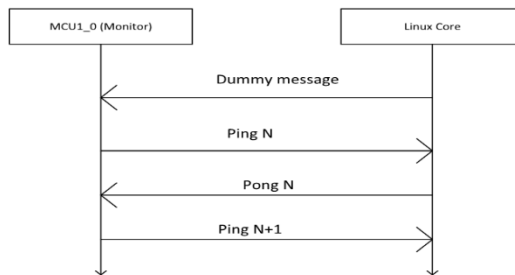 MCU1_0 (Monitor)
Linux Core
Dummy message
Ping N
Pong N
Ping N+1